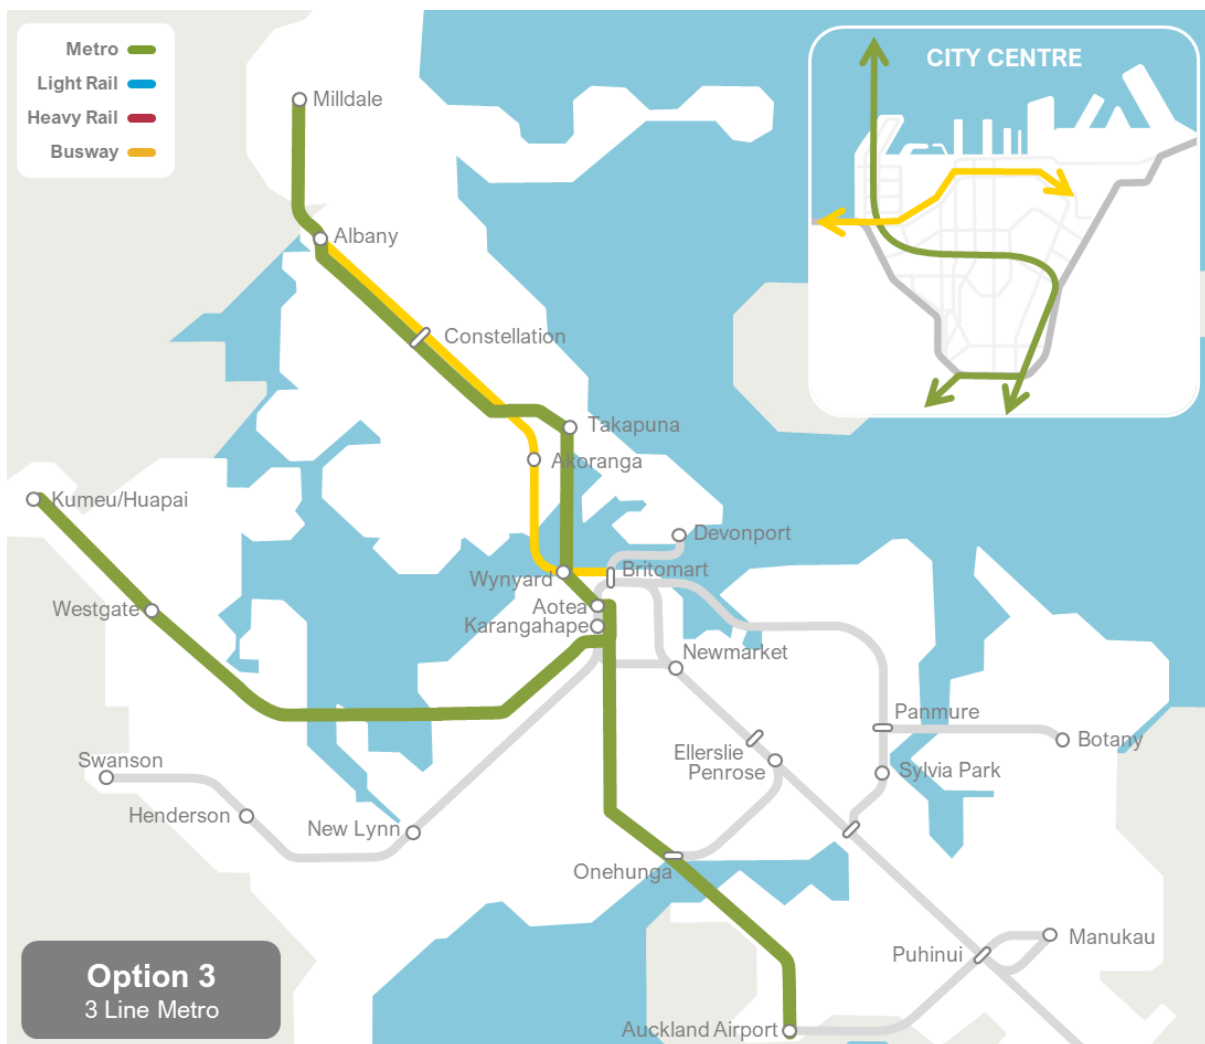 Metro
Light Rail
Heavy Rail
Busway
CITY CENTRE
Milldale
Albany
Constellation
Takapuna
Akoranga
Kumeu/Huapai
Devonport
Wynyard
Britomart
Aotea
Westgate
Karangahape
Newmarket
Panmure
Botany
Swanson
Ellerslie
Penrose
Sylvia Park
Henderson
New Lynn
Onehunga
Manukau
Puhinui
Option 3
3 Line Metro
Auckland Airport